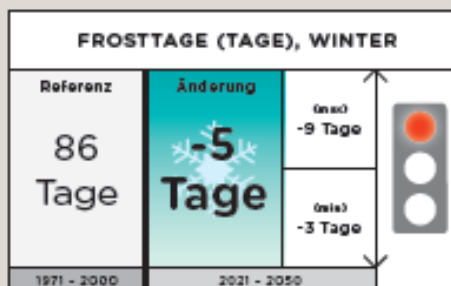 FROSTTAGE (TAGE), WINTER
Referenz
86
Tage
1971 - 2000
Änderung
-5
Tage
(max)
-9 Tage
(min)
-3 Tage
2021 - 2050